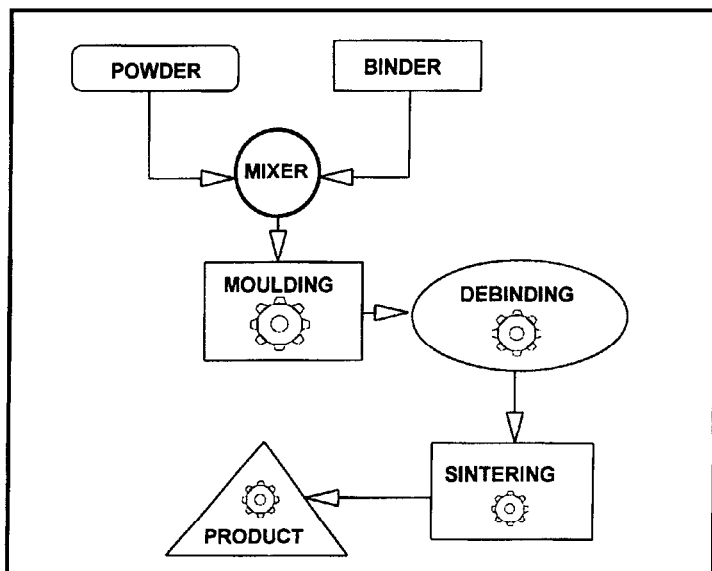 POWDER
BINDER
MIXER
MOULDING
DEBINDING
SINTERING
PRODUCT